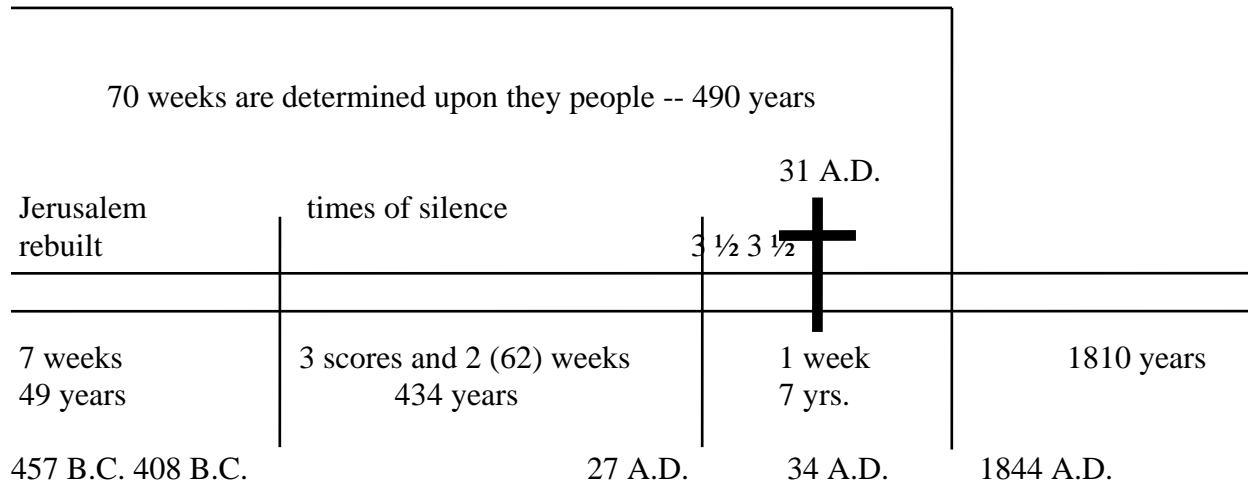 70 weeks are determined upon they people -- 490 years
31 A.D.
Jerusalem
rebuilt
times of silence
3 ½ 3 ½
7 weeks
49 years
3 scores and 2 (62) weeks
434 years
1 week
7 yrs.
1810 years
457 B.C. 408 B.C.
27 A.D.
34 A.D.
1844 A.D.